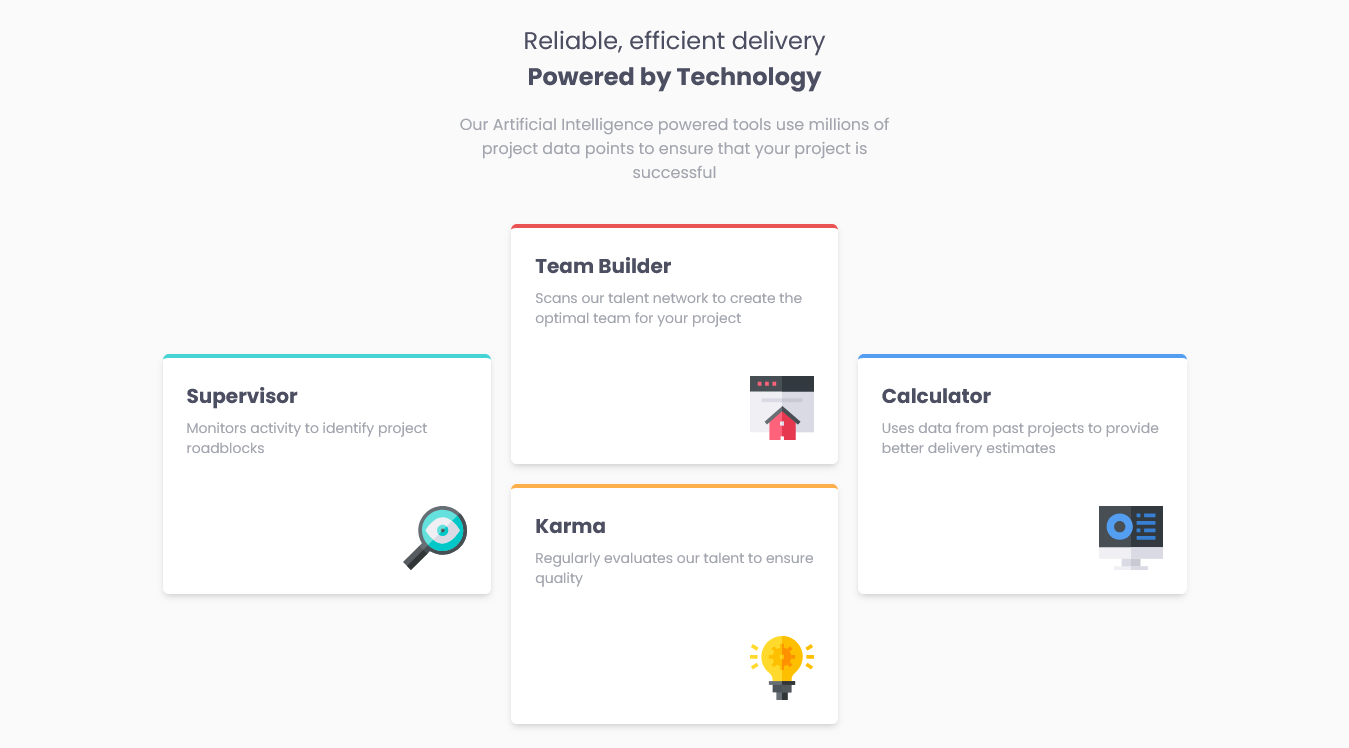 Reliable, efficient delivery
Powered by Technology
Our Artificial Intelligence powered tools use millions of
project data points to ensure that your project is
successful
Supervisor
Monitors activity to identify project
roadblocks
Team Builder
Scans our talent network to create the
optimal team for your project
Karma
Regularly evaluates our talent to ensure
quality
Calculator
Uses data from past projects to provide
better delivery estimates